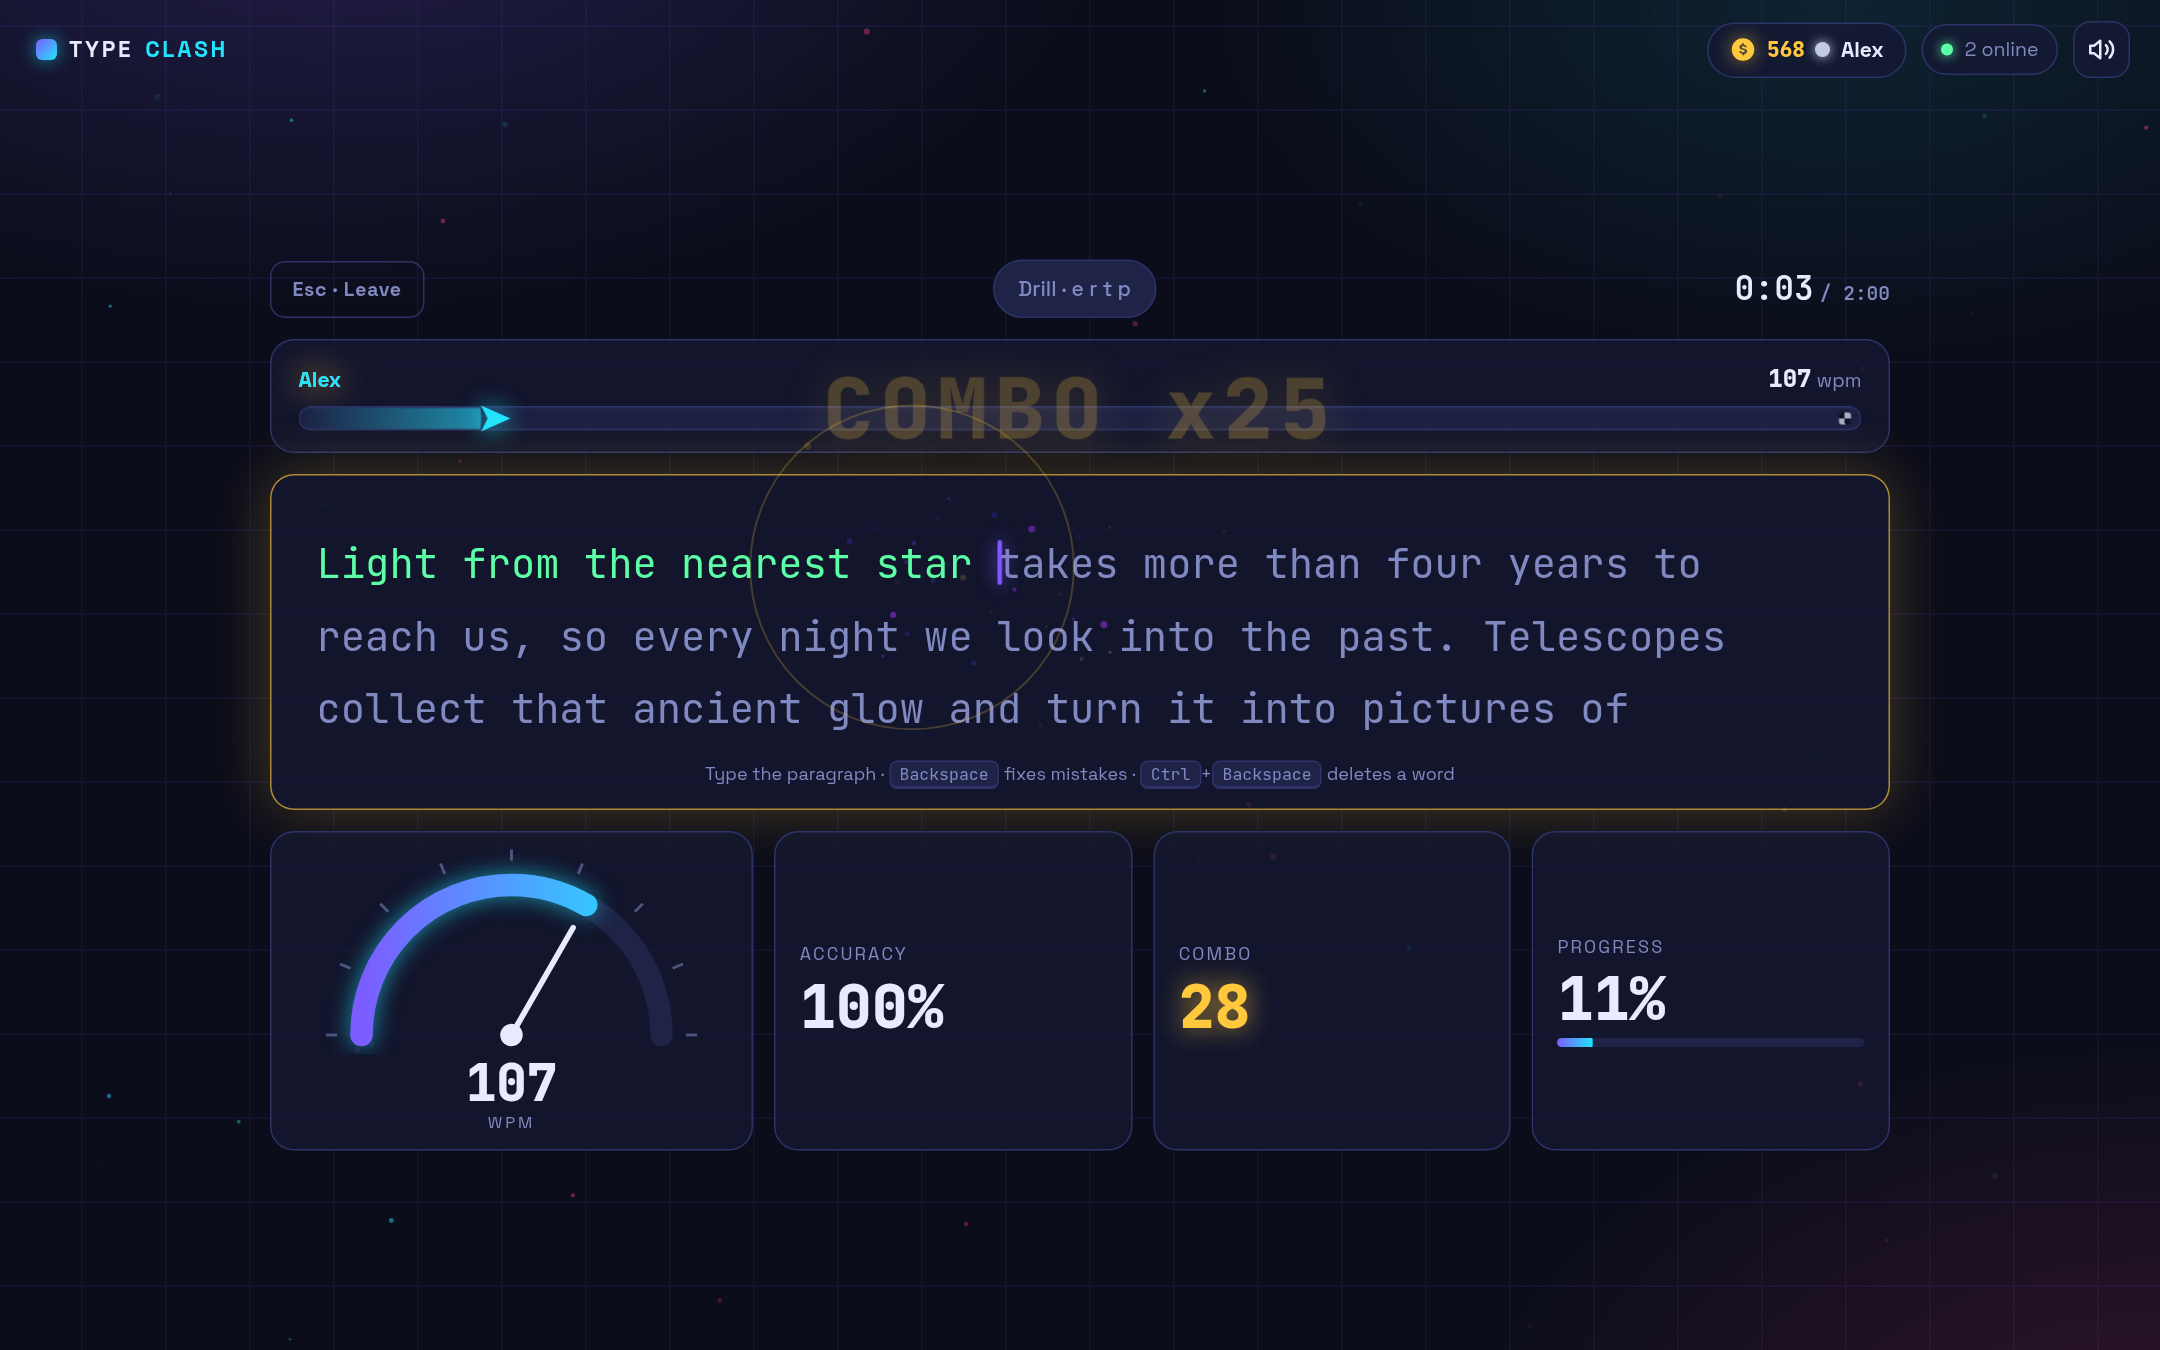 TYPE CLASH
568 Alex
2 online
Esc · Leave
Drill · e r t p
0:03 / 2:00
Alex
107 wpm
COMBO x25
Light from the nearest star takes more than four years to
reach us, so every night we look into the past. Telescopes
collect that ancient glow and turn it into pictures of
Type the paragraph · Backspace fixes mistakes · Ctrl+Backspace deletes a word
107
WPM
ACCURACY
100%
COMBO
28
PROGRESS
11%